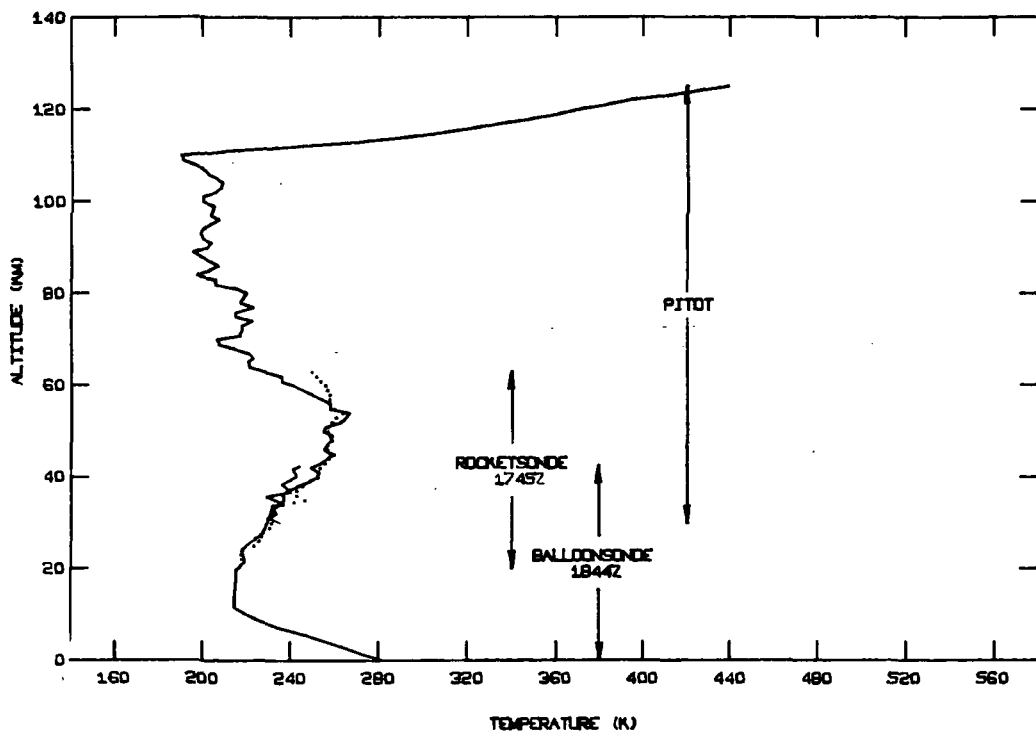 140
120
100
80
60
40
20
0
ALTITUDE (KM)
160 200 240 280 320 360 400 440 480 520 560
TEMPERATURE (K)
PITOT
ROCKETSONDE
1745Z
BALLOONSONDE
1844Z